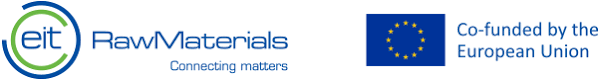 eit RawMaterials
Connecting matters
Co-funded by the
European Union